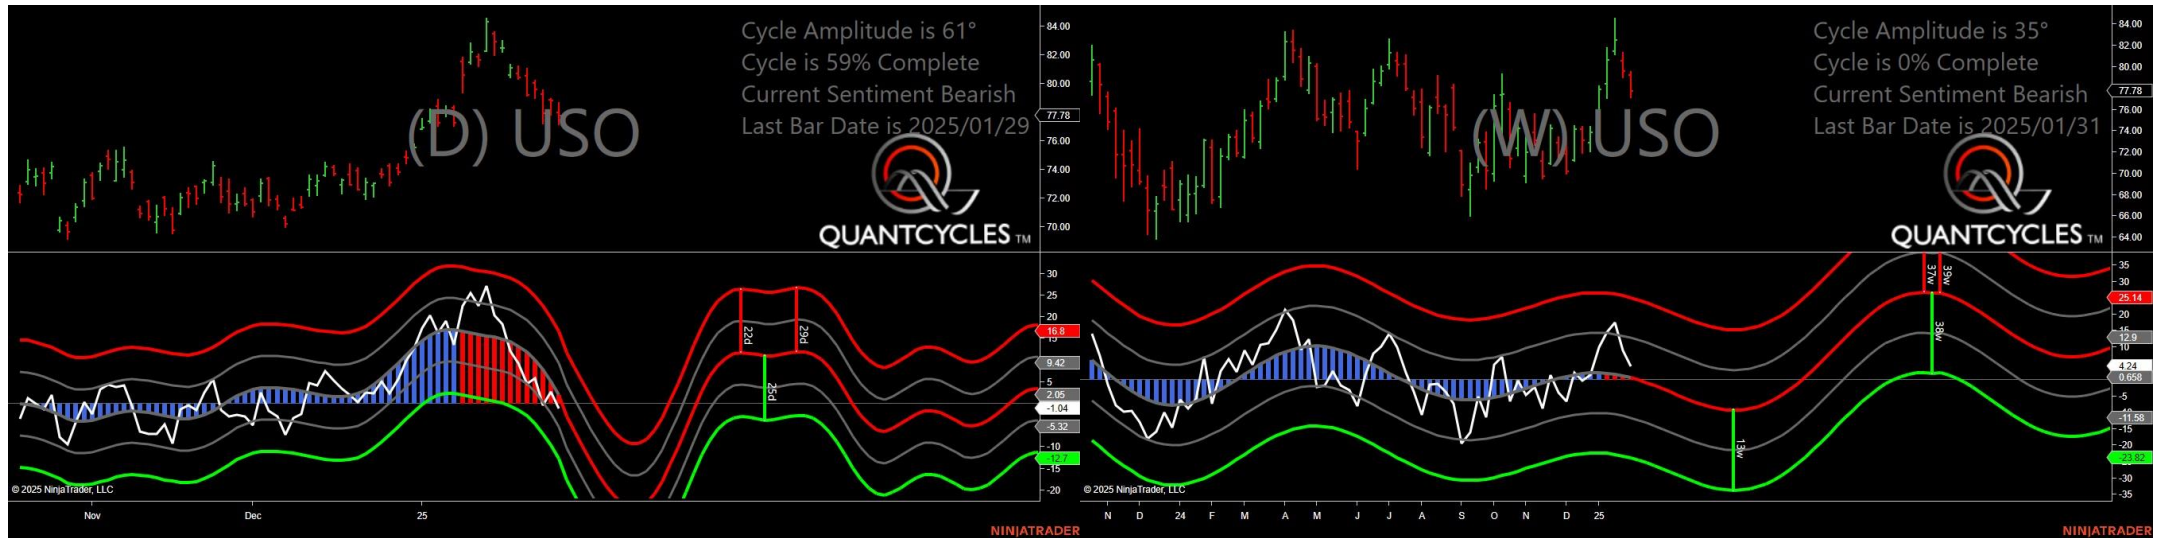 Cycle Amplitude is 61°
Cycle is 59% Complete
Current Sentiment Bearish
Last Bar Date is 2025/01/29
(D) USO
QUANTCYCLES TM
84.00
82.00
80.00
77.78
76.00
74.00
72.00
70.00
30
25
20
16.8
15
9.42
5
2.05
-1.04
-5.32
-10
-12.7
-15
-20
22d
29d
25d
© 2025 NinjaTrader, LLC
Nov
Dec
25
NINJATRADER
Cycle Amplitude is 35°
Cycle is 0% Complete
Current Sentiment Bearish
Last Bar Date is 2025/01/31
(W) USO
QUANTCYCLES TM
84.00
82.00
80.00
77.78
76.00
74.00
72.00
70.00
68.00
66.00
64.00
37w
39w
38w
13w
35
30
25.14
20
15
12.9
10
4.24
0.658
-5
-11.58
-15
-20
-23.82
-30
-35
© 2025 NinjaTrader, LLC
N D 24 F M A M J J A S O N D 25
NINJATRADER